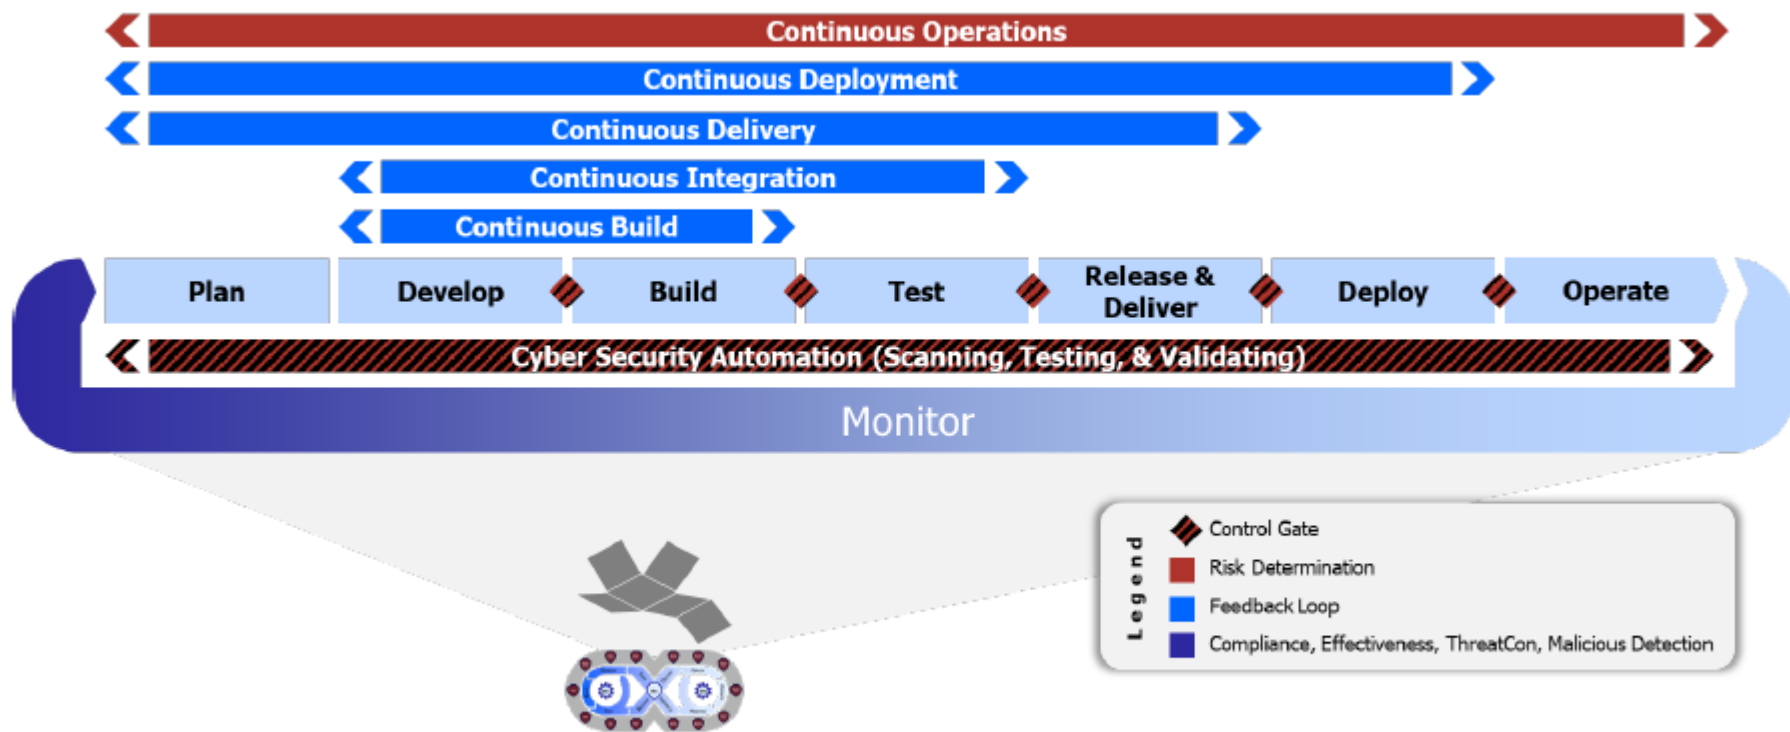 Continuous Operations
Continuous Deployment
Continuous Delivery
Continuous Integration
Continuous Build
Plan
Develop
Build
Test
Release &
Deliver
Deploy
Operate
Cyber Security Automation (Scanning, Testing, & Validating)
Monitor
Legend
Control Gate
Risk Determination
Feedback Loop
Compliance, Effectiveness, ThreatCon, Malicious Detection